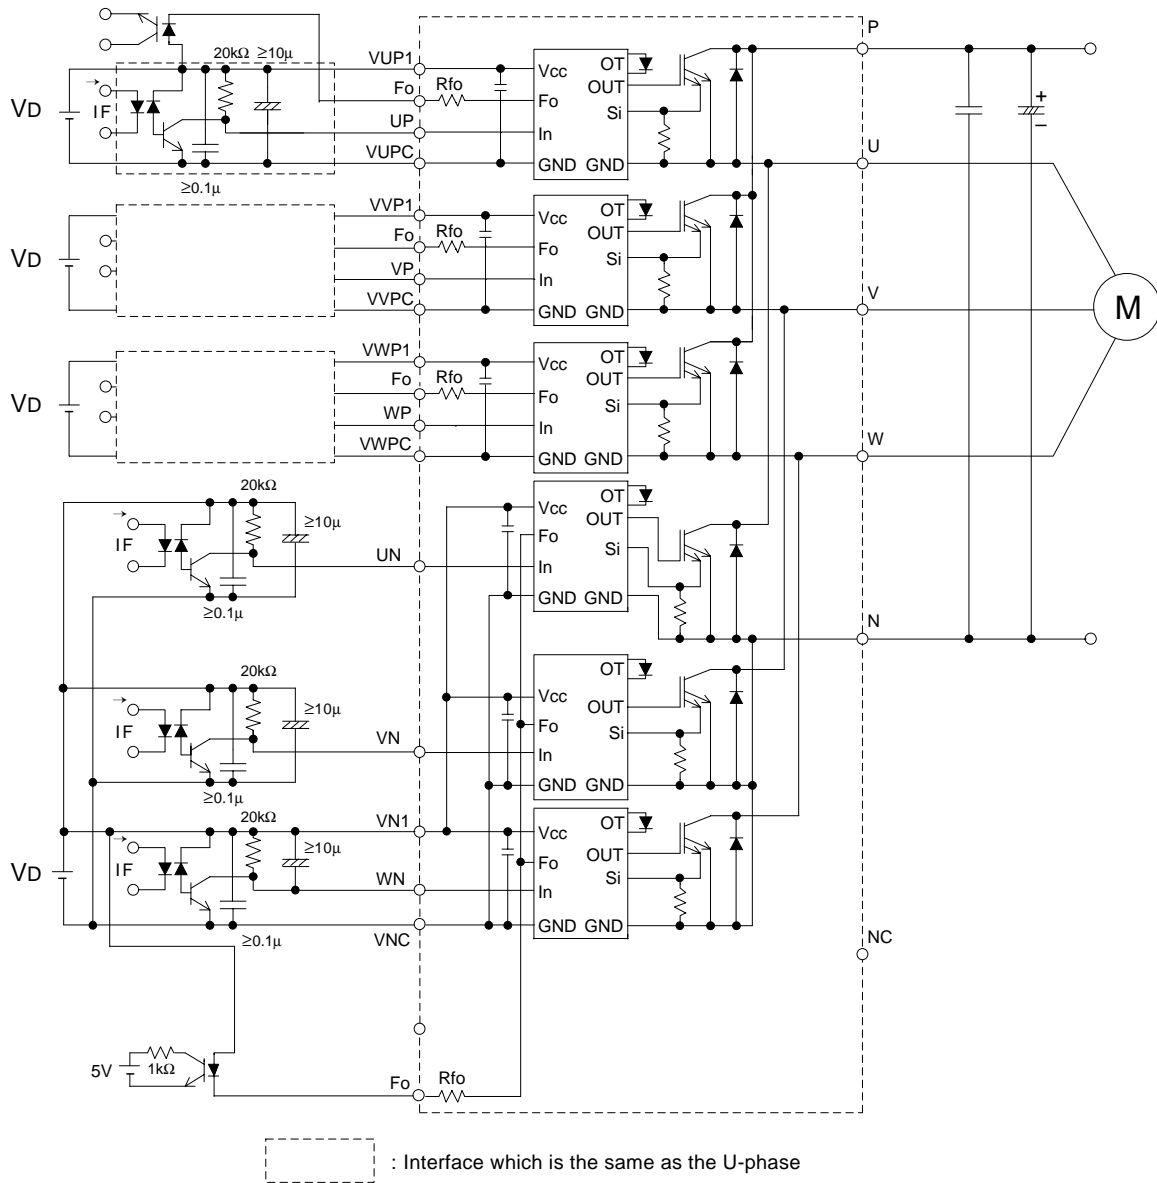 P
20kΩ ≥10μ
VUP1
VD
IF
Fo
Rfo
UP
VUPC
≥0.1μ
Vcc
Fo
In
GND
OT
OUT
Si
GND
+
−
U
VVP1
VD
Fo
Rfo
VP
VVPC
Vcc
Fo
In
GND
OT
OUT
Si
GND
V
M
VWP1
VD
Fo
Rfo
WP
VWPC
Vcc
Fo
In
GND
OT
OUT
Si
GND
W
20kΩ
≥10μ
IF
≥0.1μ
UN
Vcc
Fo
In
GND
OT
OUT
Si
GND
N
20kΩ
≥10μ
IF
≥0.1μ
VN
Vcc
Fo
In
GND
OT
OUT
Si
GND
20kΩ
VN1
≥10μ
IF
VD
WN
≥0.1μ
VNC
Vcc
Fo
In
GND
OT
OUT
Si
GND
NC
5V
1kΩ
Fo
Rfo
: Interface which is the same as the U-phase